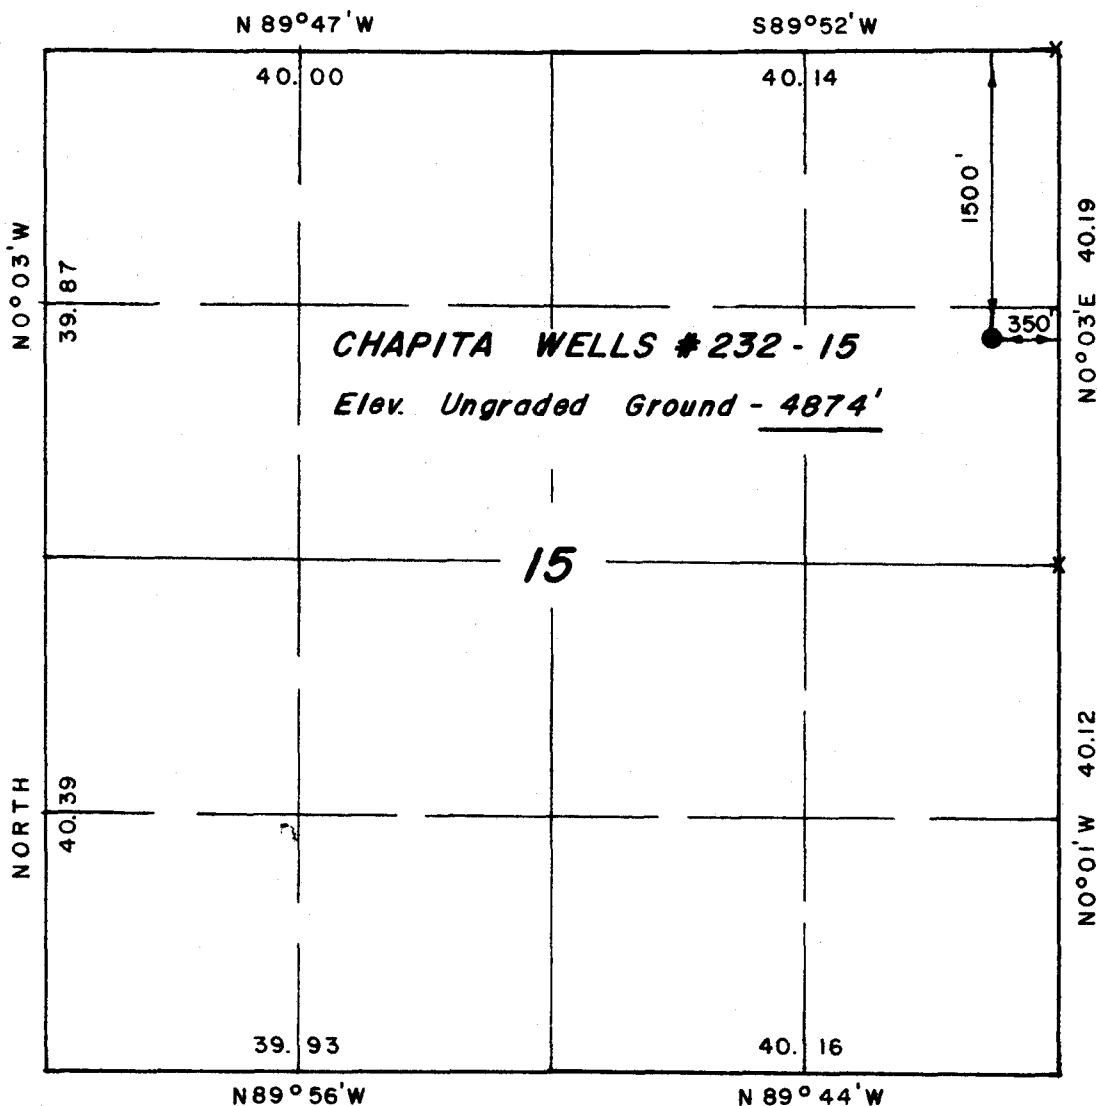 N 89°47'W
S89°52'W
40.00
40.14
1500'
N0°03'W
39.87
N0°03'E 40.19
350'
CHAPITA WELLS #232-15
Elev. Ungraded Ground - 4874'
15
NORTH
40.39
N0°01'W 40.12
39.93
40.16
N89°56'W
N89°44'W